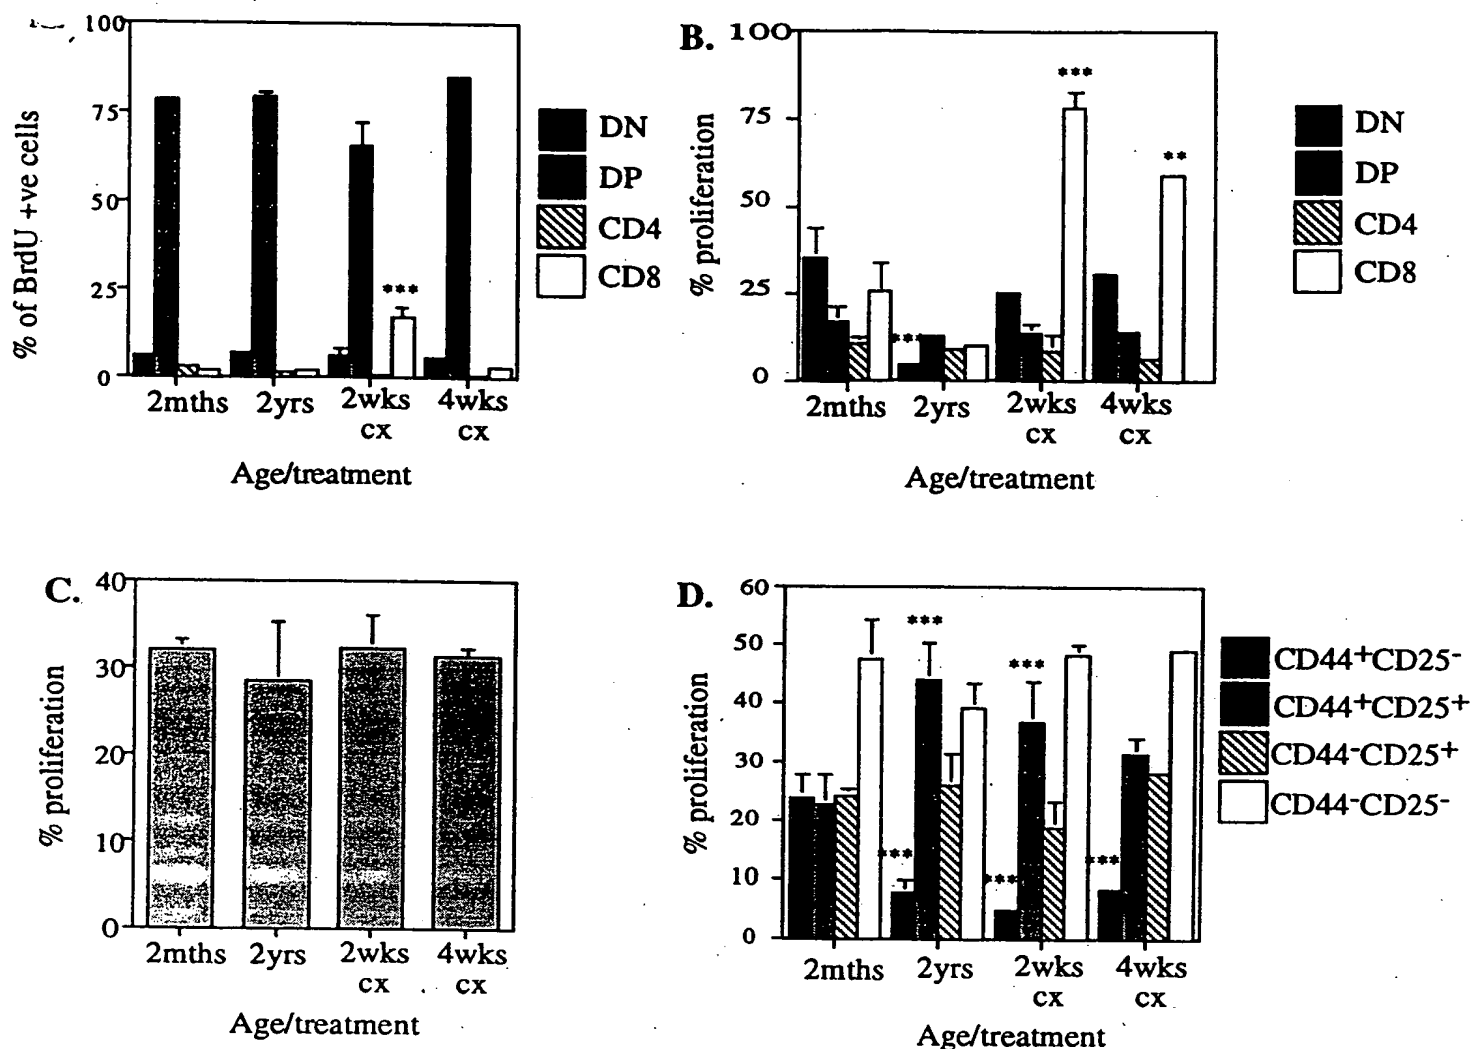 100
75
50
25
0
% of BrdU +ve cells
***
2mths 2yrs 2wks 4wks
cx cx
Age/treatment
DN
DP
CD4
CD8
B.
100
75
50
25
0
% proliferation
***
***
**
2mths 2yrs 2wks 4wks
cx cx
Age/treatment
DN
DP
CD4
CD8
C.
40
30
20
10
0
% proliferation
2mths 2yrs 2wks 4wks
cx cx
Age/treatment
D.
60
50
40
30
20
10
0
% proliferation
***
***
***
***
***
2mths 2yrs 2wks 4wks
cx cx
Age/treatment
CD44+CD25-
CD44+CD25+
CD44-CD25+
CD44-CD25-